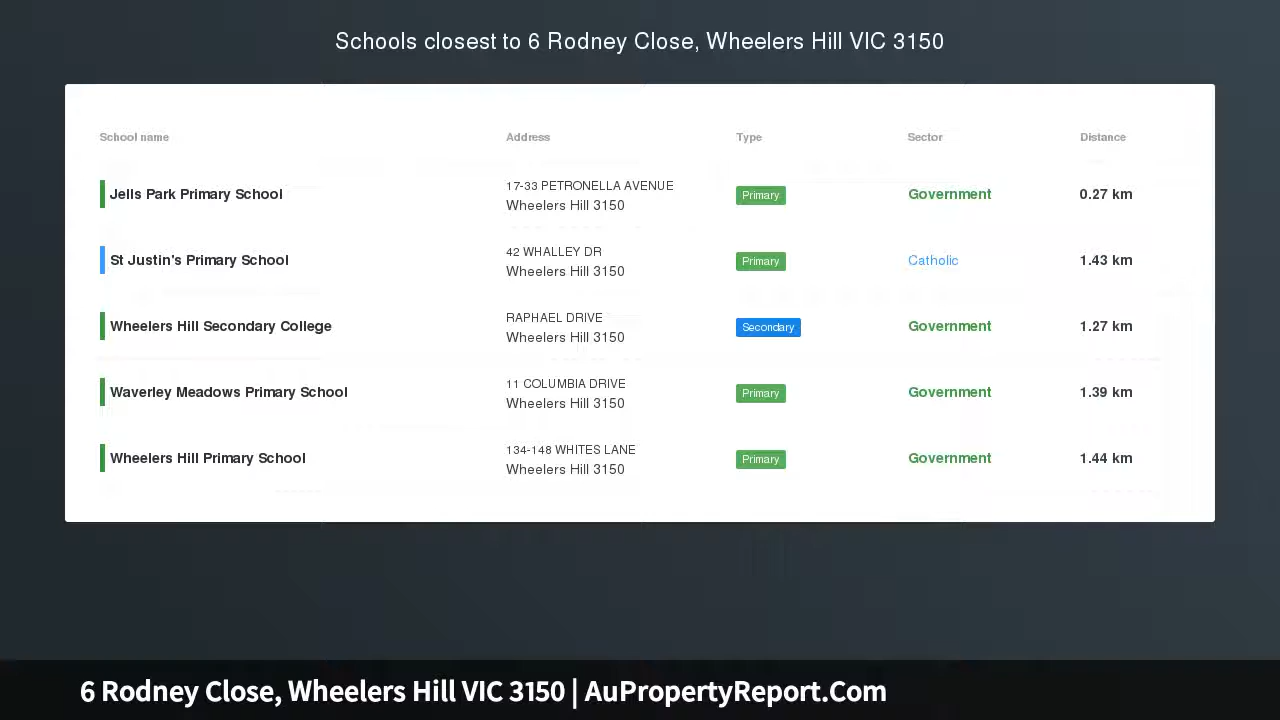 Schools closest to 6 Rodney Close, Wheelers Hill VIC 3150
School name Address Type Sector Distance
Jells Park Primary School 17-33 PETRONELLA AVENUE Primary Government 0.27 km
Wheelers Hill 3150
St Justin's Primary School 42 WHALLEY DR Primary Catholic 1.43 km
Wheelers Hill 3150
Wheelers Hill Secondary College RAPHAEL DRIVE Secondary Government 1.27 km
Wheelers Hill 3150
Waverley Meadows Primary School 11 COLUMBIA DRIVE Primary Government 1.39 km
Wheelers Hill 3150
Wheelers Hill Primary School 134-148 WHITES LANE Primary Government 1.44 km
Wheelers Hill 3150
6 Rodney Close, Wheelers Hill VIC 3150 | AuPropertyReport.Com